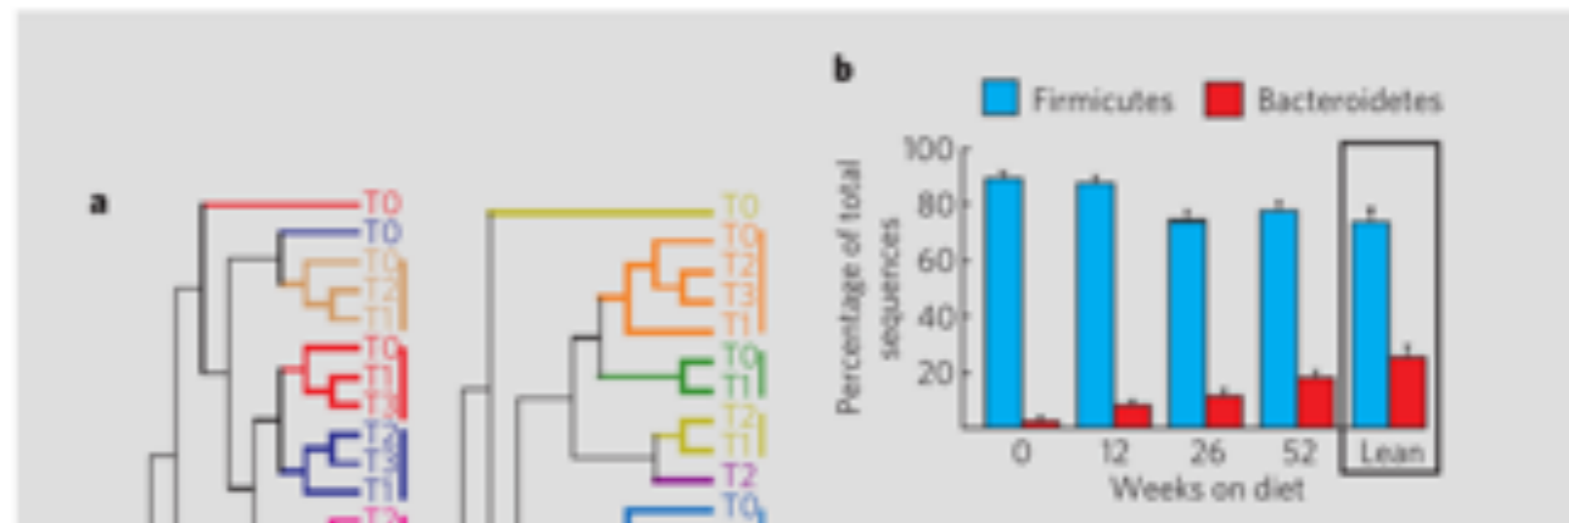 a
T0
T0
T0
T2
T1
T0
T1
T3
T2
T3
T1
T2
T0
T0
T2
T3
T1
T0
T1
T2
T1
T2
T0
b
Firmicutes Bacteroidetes
Percentage of total
sequences
100
80
60
40
20
0 12 26 52 Lean
Weeks on diet